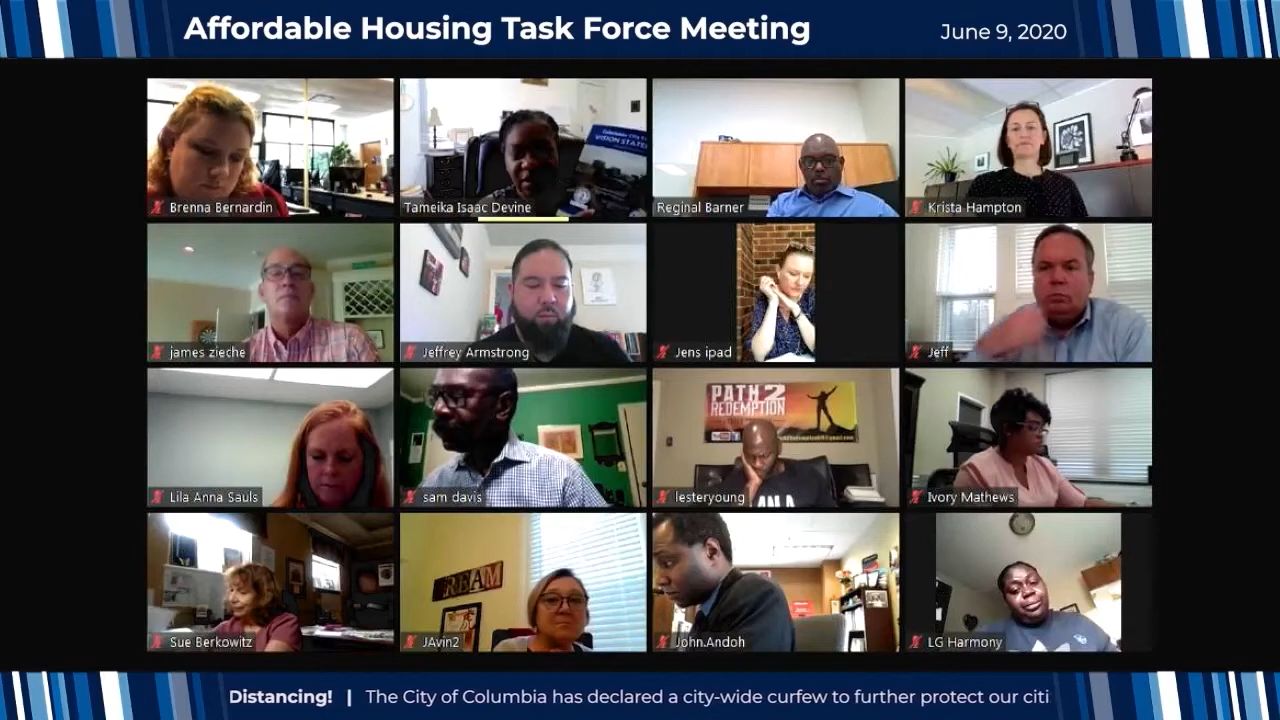 Affordable Housing Task Force Meeting
June 9, 2020
VISION STATE
Brenna Bernardin
Tameika Isaac Devine
Reginal Barner
Krista Hampton
james zieche
Jeffrey Armstrong
Jens ipad
Jeff
PATH 2
REDEMPTION
Lila Anna Sauls
sam davis
lesteryoung
Ivory Mathews
REAM
Sue Berkowitz
JAvin2
John.Andoh
LG Harmony
Distancing! | The City of Columbia has declared a city-wide curfew to further protect our citi